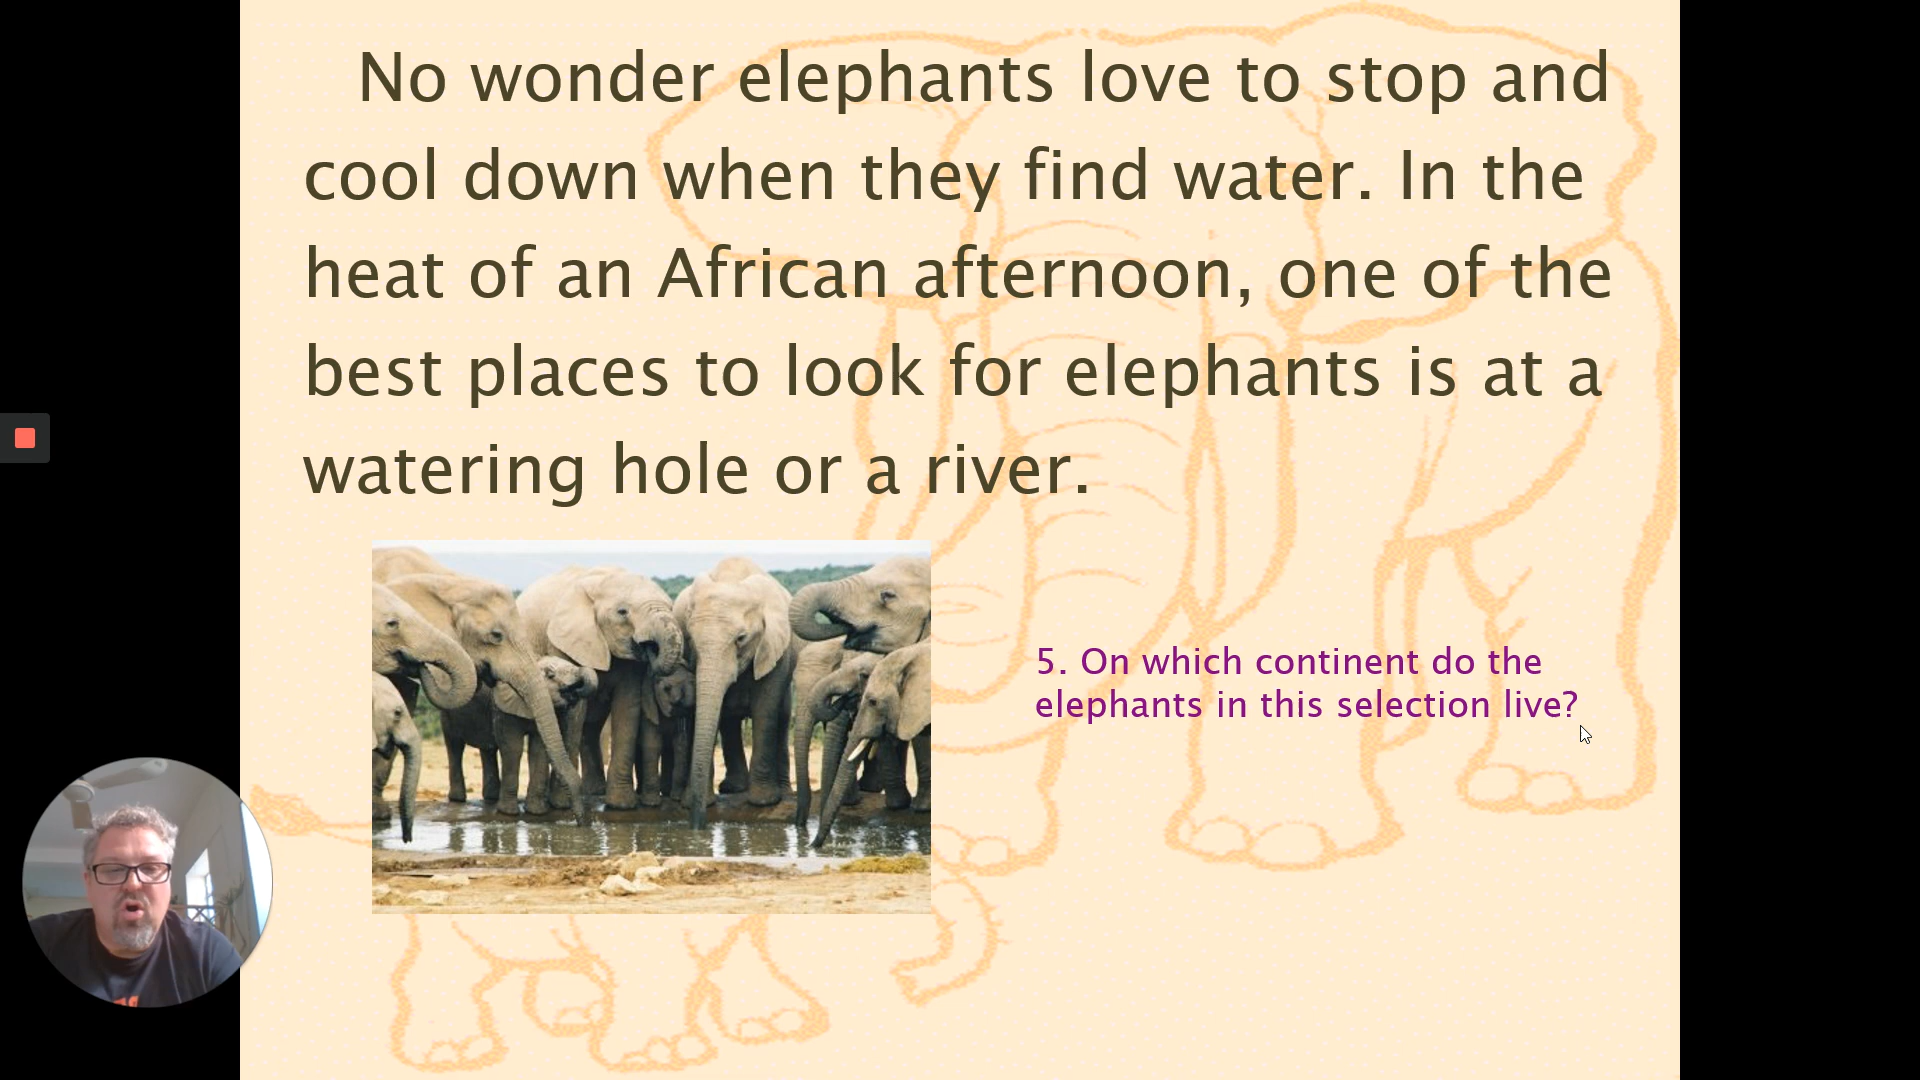 No wonder elephants love to stop and
cool down when they find water. In the
heat of an African afternoon, one of the
best places to look for elephants is at a
watering hole or a river.
5. On which continent do the
elephants in this selection live?